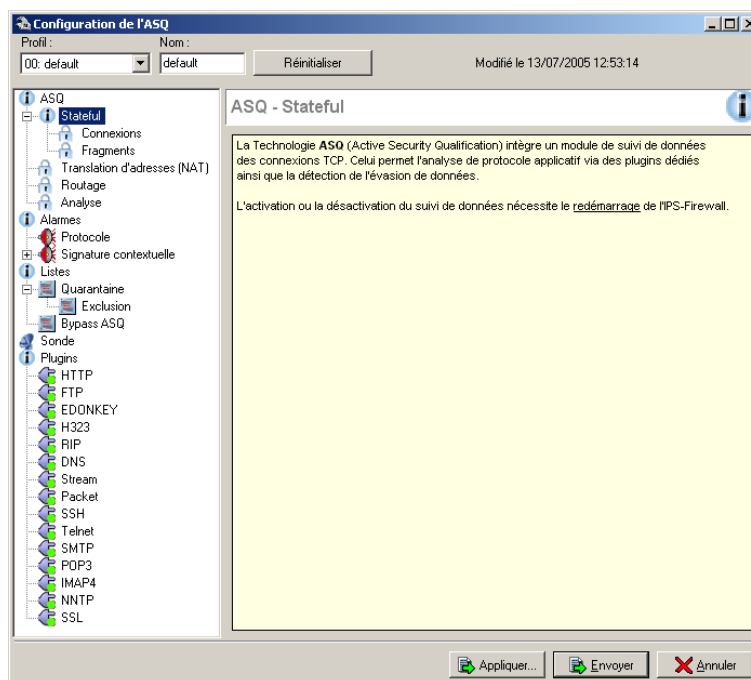 Configuration de l'ASQ
Profil :
Nom :
00: default
default
Réinitialiser
Modifié le 13/07/2005 12:53:14
ASQ
Stateful
Connexions
Fragments
Translation d'adresses (NAT)
Routage
Analyse
Alarmes
Protocole
Signature contextuelle
Listes
Quarantaine
Exclusion
Bypass ASQ
Sonde
Plugins
HTTP
FTP
EDONKEY
H323
RIP
DNS
Stream
Packet
SSH
Telnet
SMTP
POP3
IMAP4
NNTP
SSL
ASQ - Stateful
La Technologie ASQ (Active Security Qualification) intègre un module de suivi de données
des connexions TCP. Celui permet l'analyse de protocole applicatif via des plugins dédiés
ainsi que la détection de l'évasion de données.
L'activation ou la désactivation du suivi de données nécessite le redémarrage de l'IPS-Firewall.
Appliquer...
Envoyer
Annuler